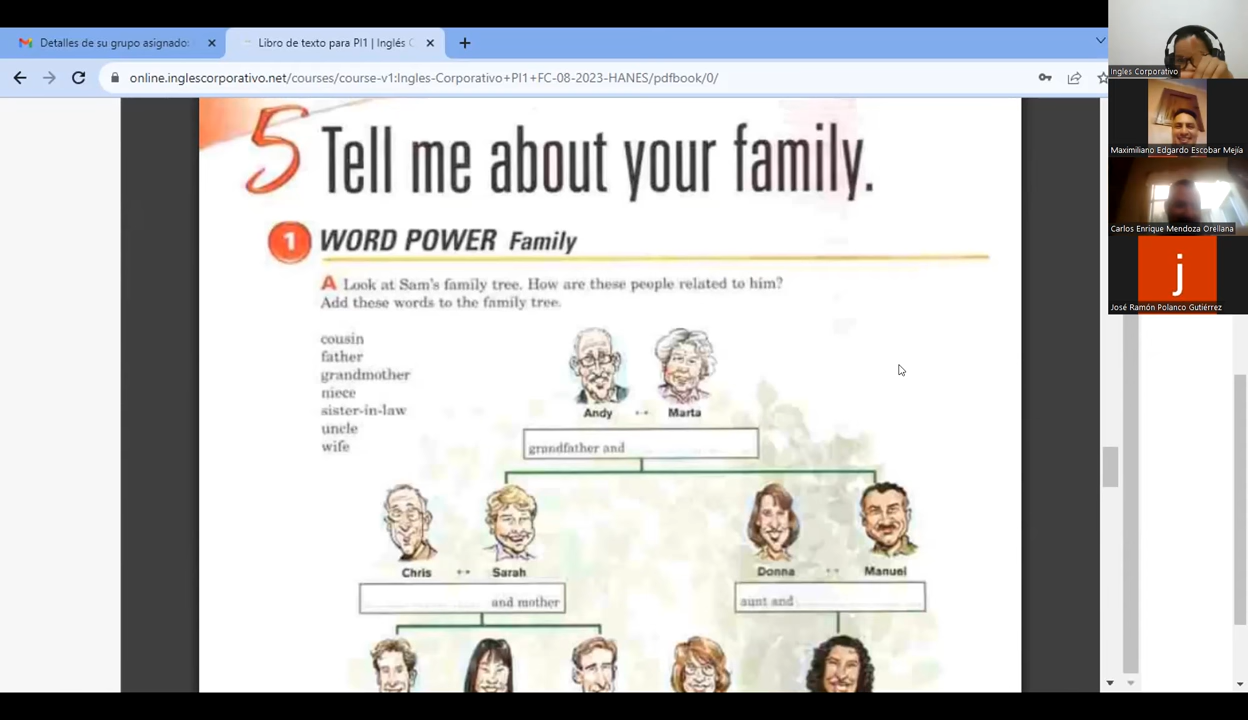 Detalles de su grupo asignado:
Libro de texto para PI1 | Inglés C
online.inglescorporativo.net/courses/course-v1:Ingles-Corporativo+PI1+FC-08-2023-HANES/pdfbook/0/
Ingles Corporativo
Maximiliano Edgardo Escobar Mejía
Carlos Enrique Mendoza Orellana
j
José Ramón Polanco Gutiérrez
5 Tell me about your family.
1 WORD POWER Family
A Look at Sam's family tree. How are these people related to him?
Add these words to the family tree.
cousin
father
grandmother
niece
sister-in-law
uncle
wife
Andy Marta
grandfather and
Chris Sarah
Donna Manuel
and mother
aunt and